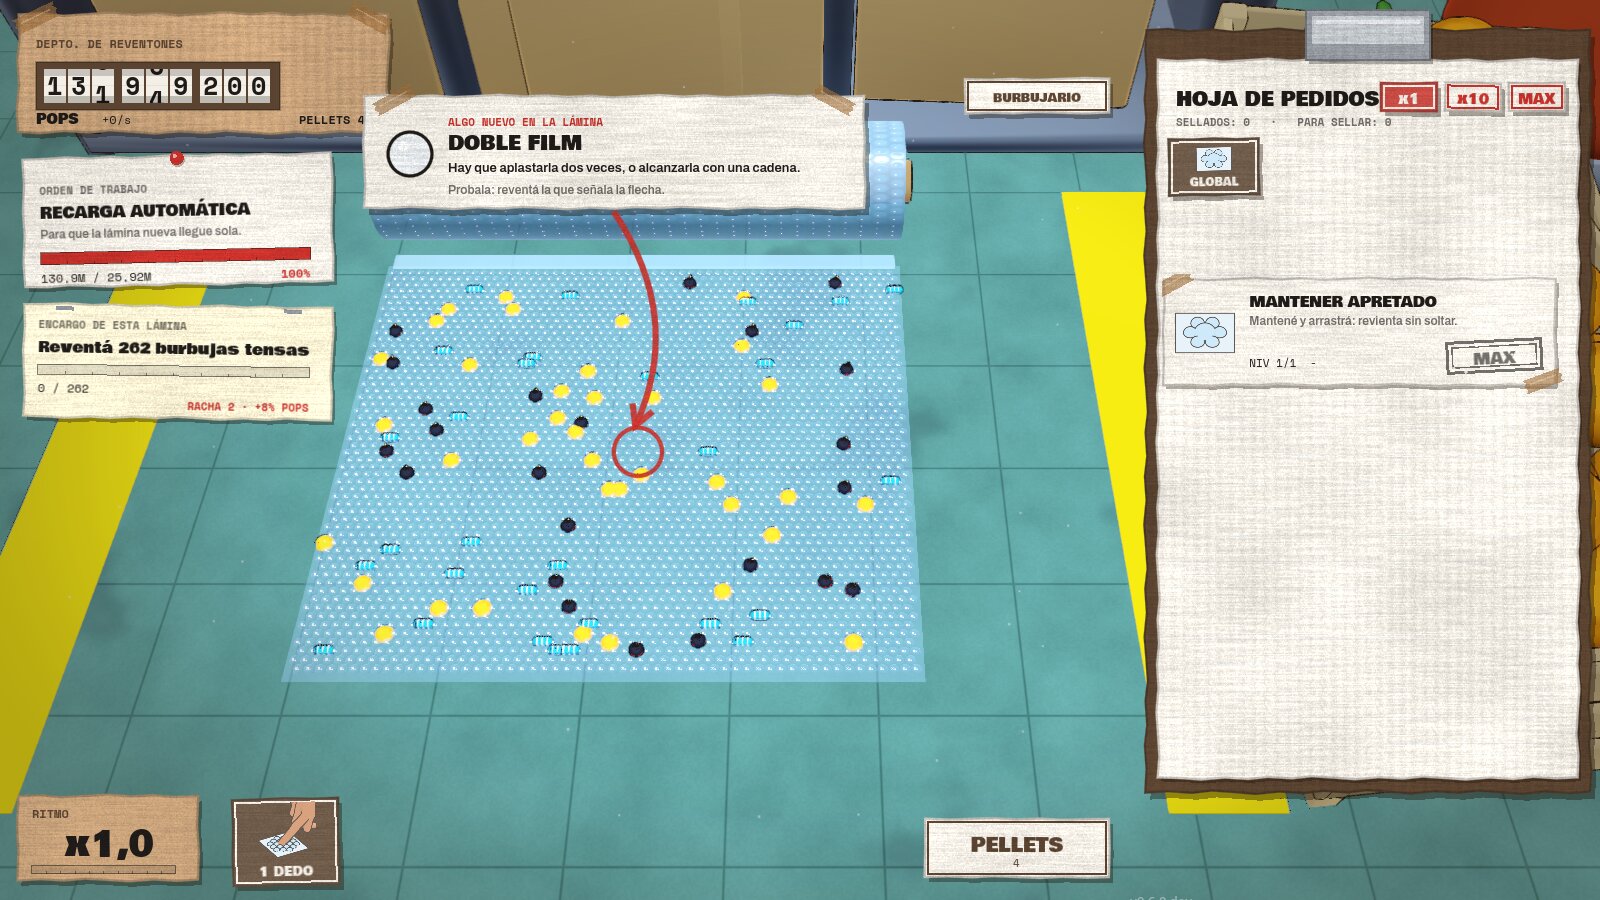 DEPTO. DE REVENTONES
POPS +0/s PELLETS 4
ORDEN DE TRABAJO
RECARGA AUTOMÁTICA
Para que la lámina nueva llegue sola.
130.9M / 25.92M 100%
ENCARGO DE ESTA LÁMINA
Reventá 262 burbujas tensas
0 / 262
RACHA 2 · +8% POPS
ALGO NUEVO EN LA LÁMINA
DOBLE FILM
Hay que aplastarla dos veces, o alcanzarla con una cadena.
Probala: reventá la que señala la flecha.
BURBUJARIO
HOJA DE PEDIDOS x1 x10 MAX
SELLADOS: 0 · PARA SELLAR: 0
GLOBAL
MANTENER APRETADO
Mantené y arrastrá: revienta sin soltar.
NIV 1/1 - MAX
RITMO
x1,0
1 DEDO
PELLETS
4